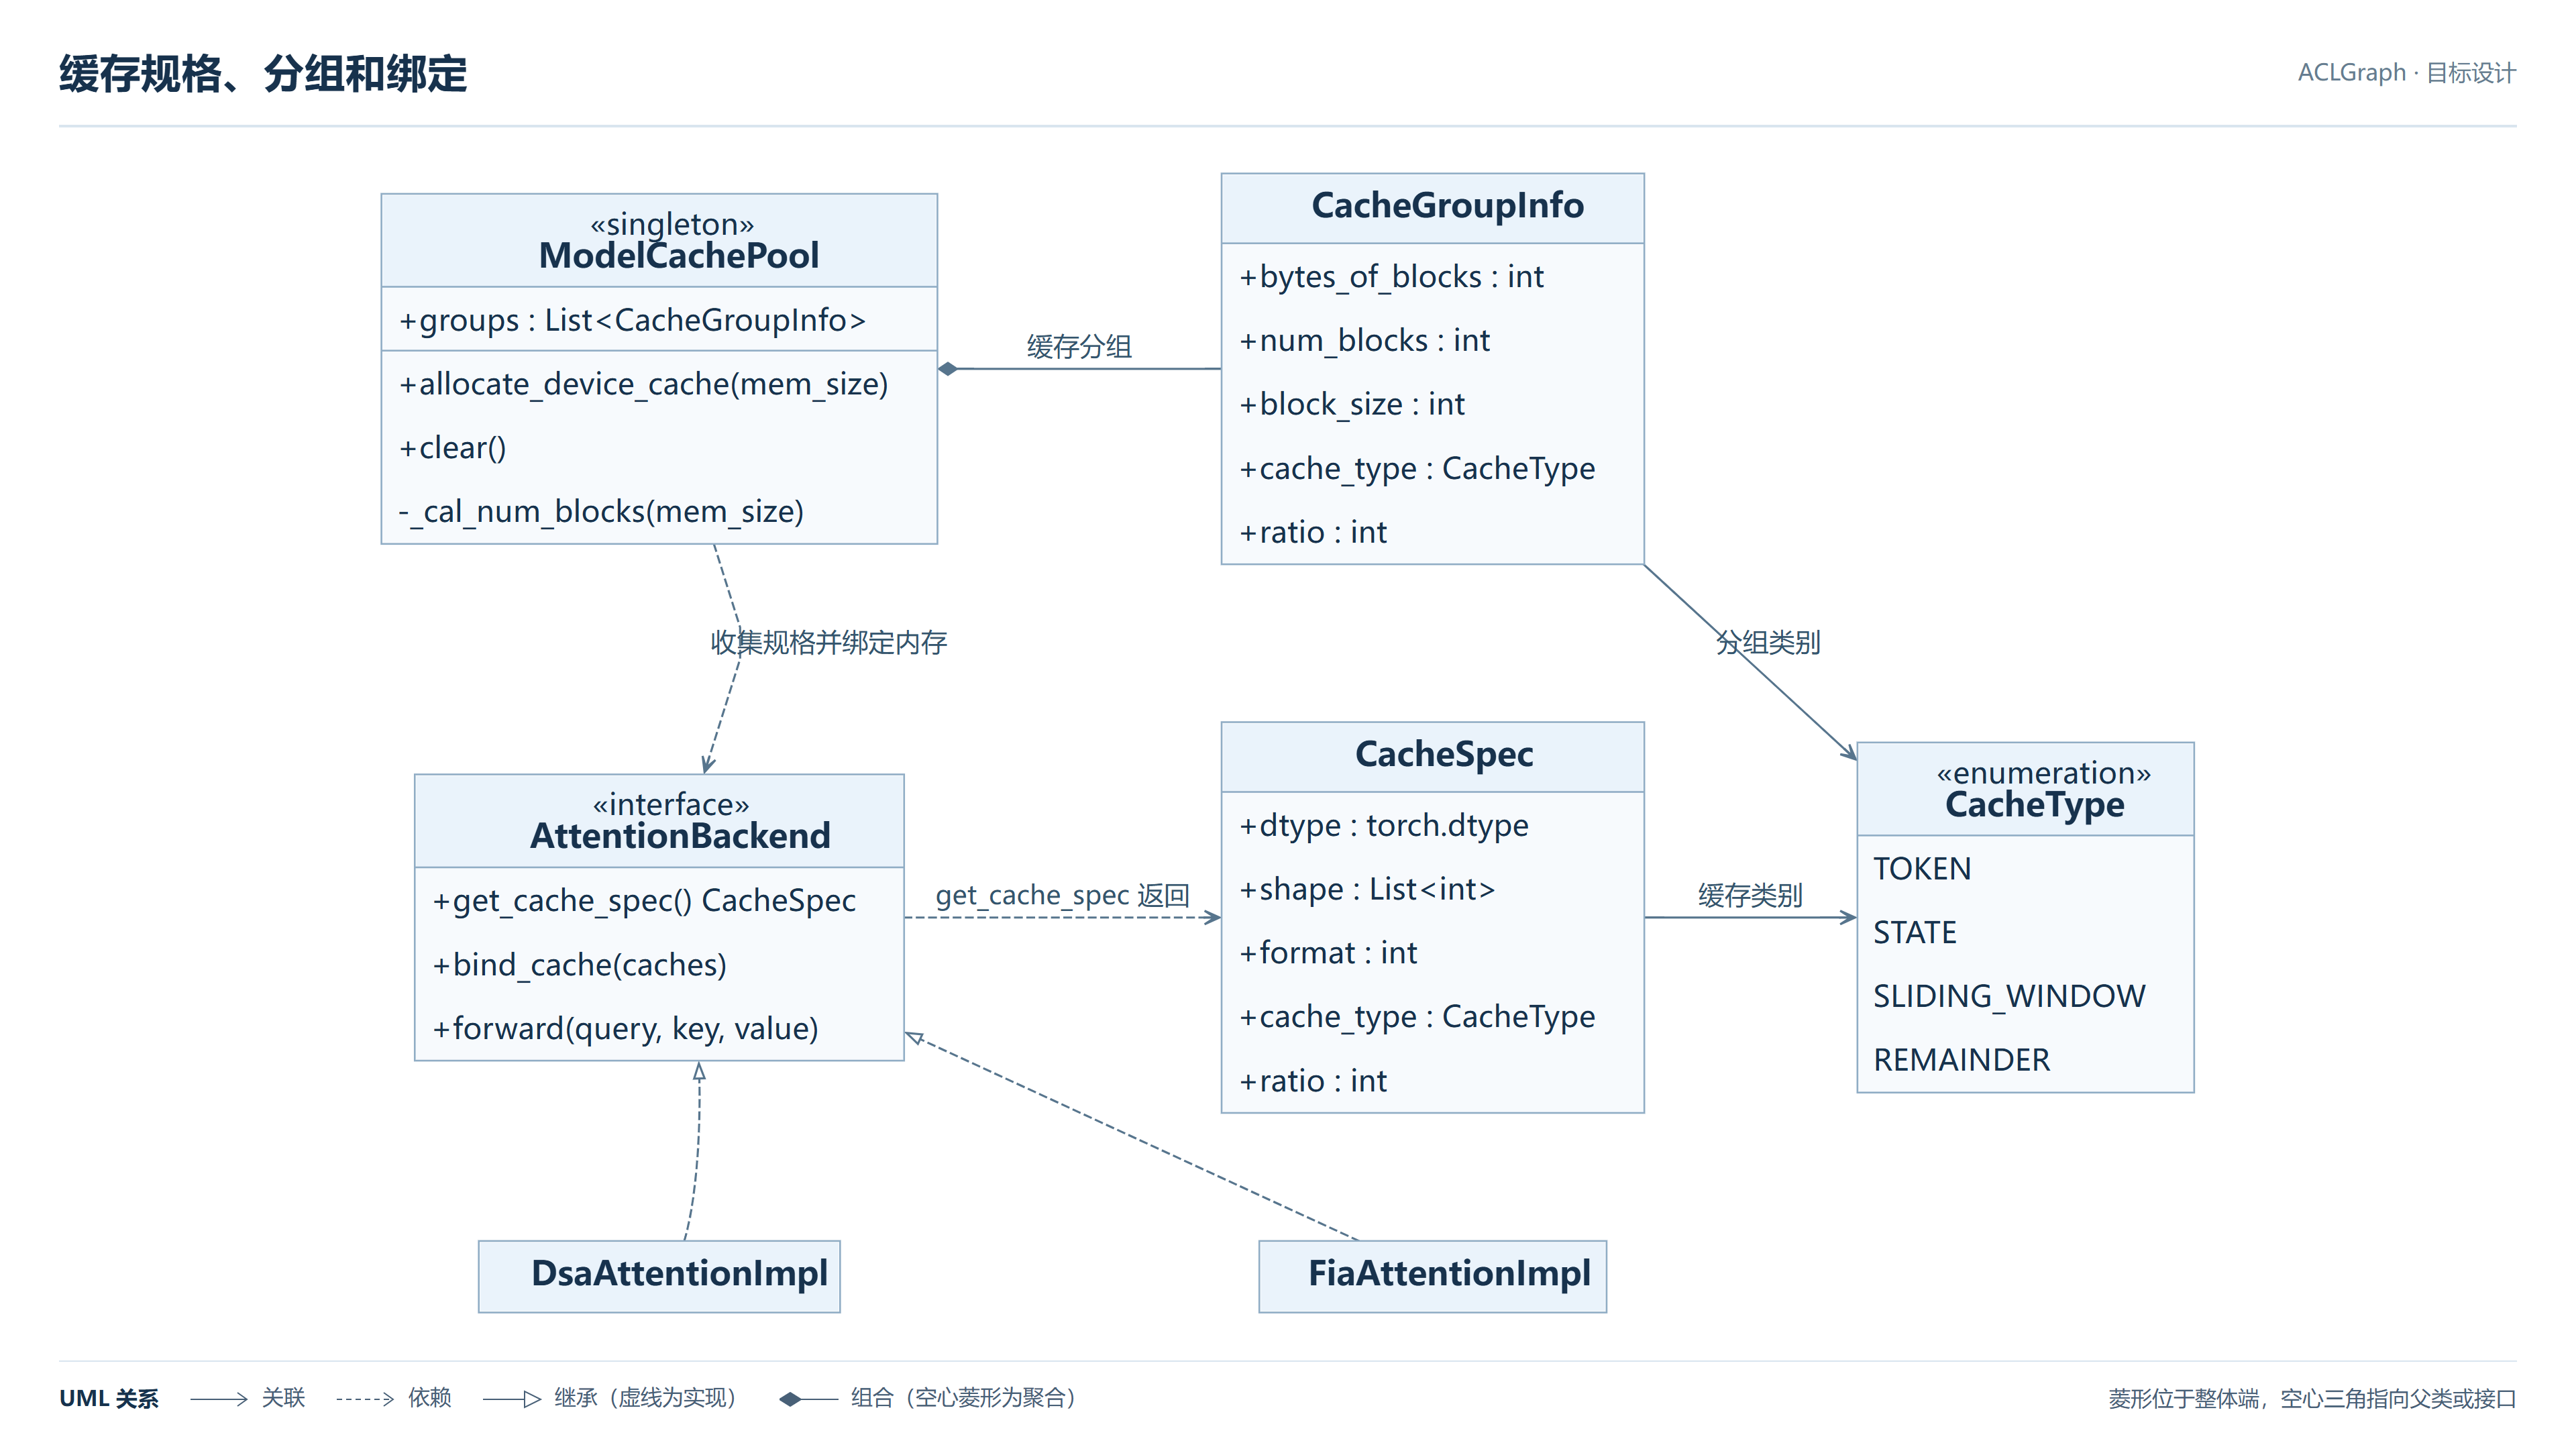 缓存规格、分组和绑定
ACLGraph · 目标设计
«singleton»
ModelCachePool
+groups : List<CacheGroupInfo>
+allocate_device_cache(mem_size)
+clear()
-_cal_num_blocks(mem_size)
缓存分组
CacheGroupInfo
+bytes_of_blocks : int
+num_blocks : int
+block_size : int
+cache_type : CacheType
+ratio : int
收集规格并绑定内存
分组类别
«interface»
AttentionBackend
+get_cache_spec() CacheSpec
+bind_cache(caches)
+forward(query, key, value)
get_cache_spec 返回
CacheSpec
+dtype : torch.dtype
+shape : List<int>
+format : int
+cache_type : CacheType
+ratio : int
缓存类别
«enumeration»
CacheType
TOKEN
STATE
SLIDING_WINDOW
REMAINDER
DsaAttentionImpl
FiaAttentionImpl
UML 关系
关联
依赖
继承（虚线为实现）
组合（空心菱形为聚合）
菱形位于整体端，空心三角指向父类或接口